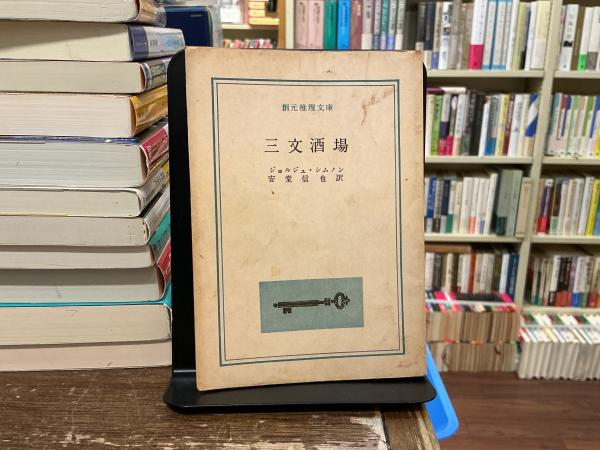 創元推理文庫
三文酒場
ジョルジュ・シムノン
安堂信也訳